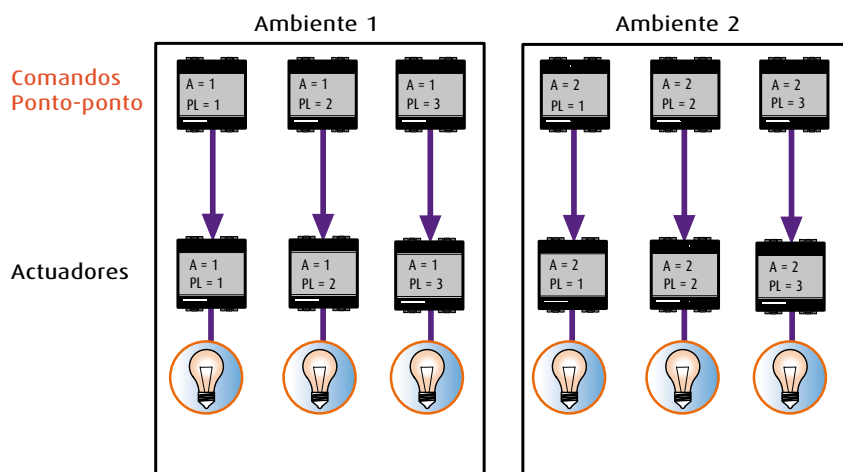 Ambiente 1
Ambiente 2
Comandos
Ponto-ponto
A = 1
PL = 1
A = 1
PL = 2
A = 1
PL = 3
A = 2
PL = 1
A = 2
PL = 2
A = 2
PL = 3
Actuadores
A = 1
PL = 1
A = 1
PL = 2
A = 1
PL = 3
A = 2
PL = 1
A = 2
PL = 2
A = 2
PL = 3